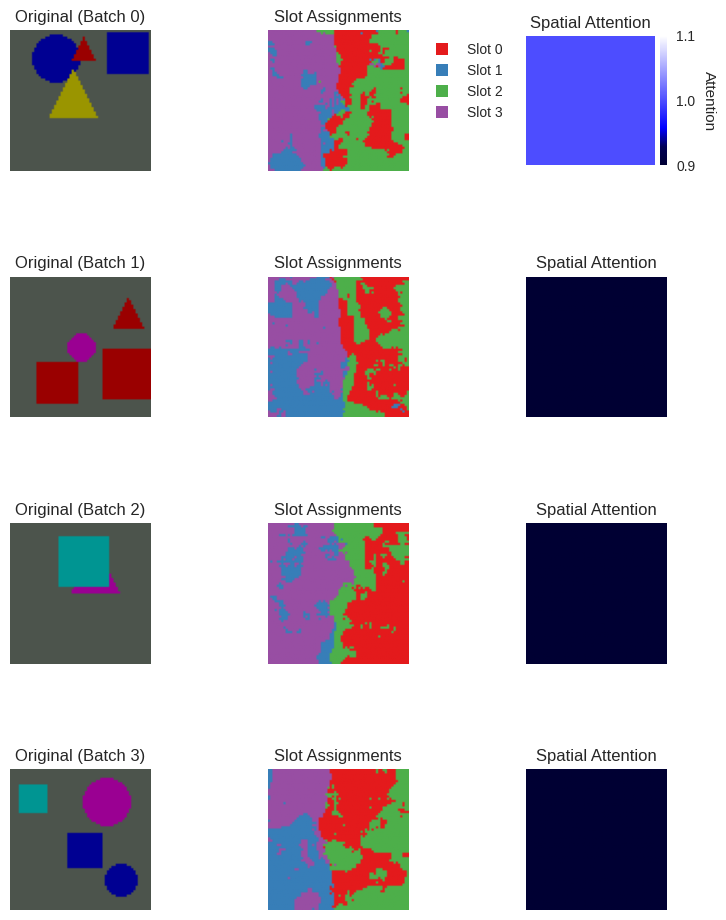 Original (Batch 0)
Slot Assignments
Spatial Attention
Slot 0
Slot 1
Slot 2
Slot 3
1.1
1.0
0.9
Attention
Original (Batch 1)
Slot Assignments
Spatial Attention
Original (Batch 2)
Slot Assignments
Spatial Attention
Original (Batch 3)
Slot Assignments
Spatial Attention